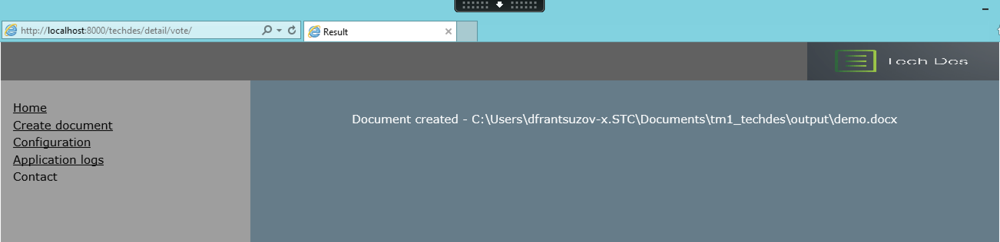 http://localhost:8000/techdes/detail/vote/
Result
Tech Des
Home
Create document
Configuration
Application logs
Contact
Document created - C:\Users\dfrantsuzov-x.STC\Documents\tm1_techdes\output\demo.docx